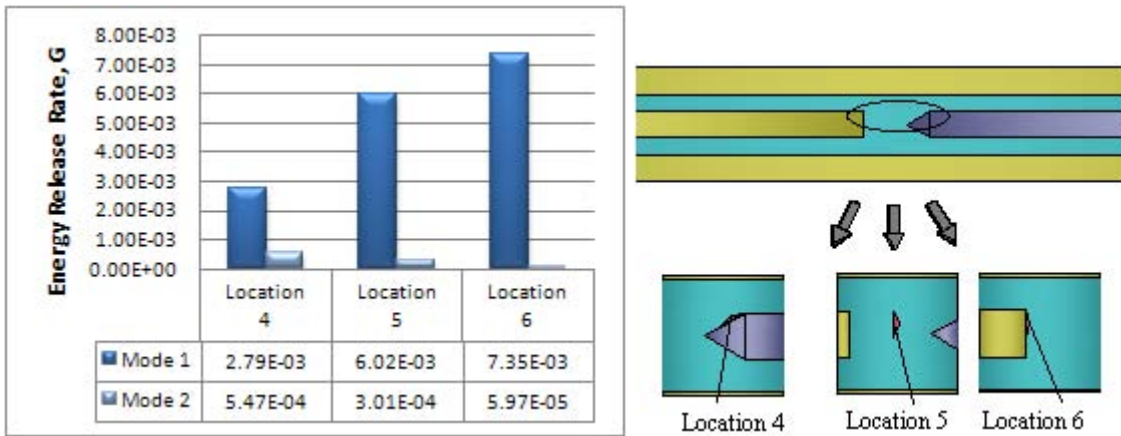 Energy Release Rate, G
8.00E-03
7.00E-03
6.00E-03
5.00E-03
4.00E-03
3.00E-03
2.00E-03
1.00E-03
0.00E+00
Location 4
Location 5
Location 6
Mode 1 2.79E-03 6.02E-03 7.35E-03
Mode 2 5.47E-04 3.01E-04 5.97E-05
Location 4
Location 5
Location 6